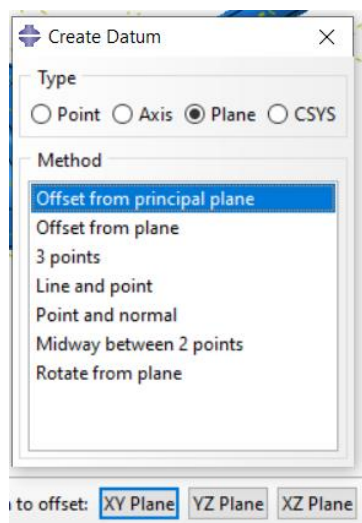 Create Datum
Type
Point Axis Plane CSYS
Method
Offset from principal plane
Offset from plane
3 points
Line and point
Point and normal
Midway between 2 points
Rotate from plane
to offset: XY Plane YZ Plane XZ Plane